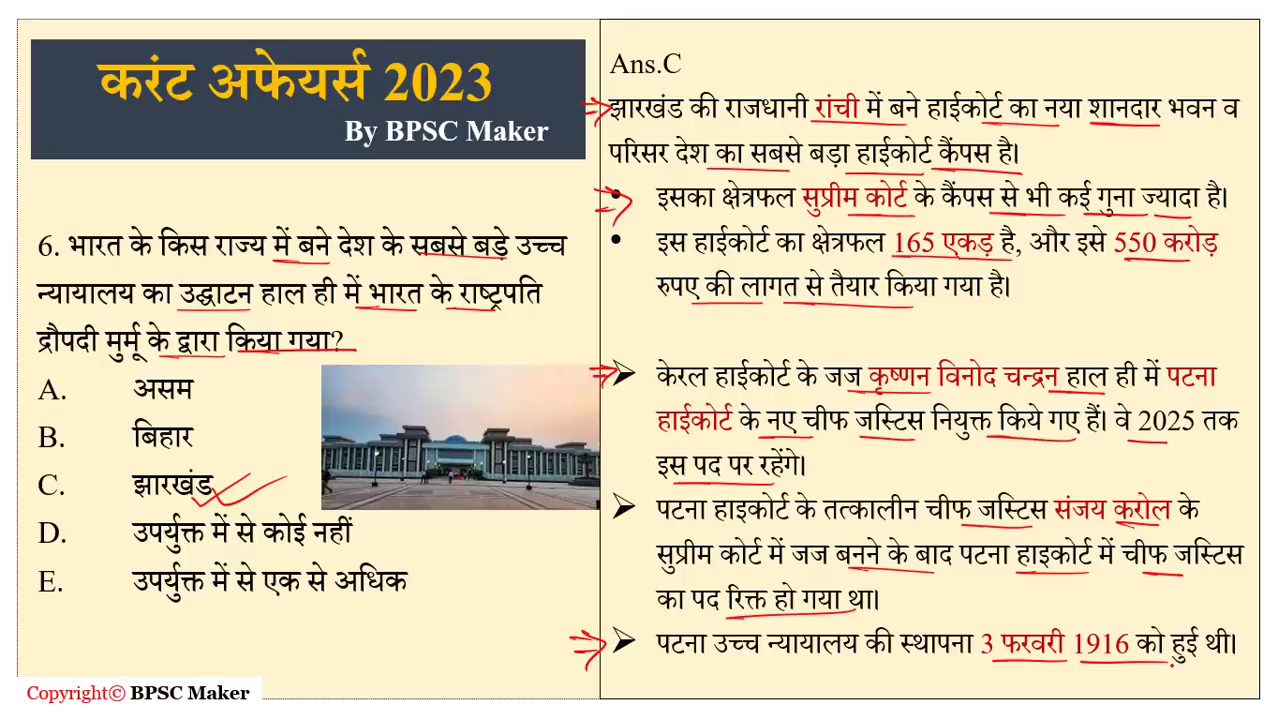 करंट अफेयर्स 2023
By BPSC Maker
6. भारत के किस राज्य में बने देश के सबसे बड़े उच्च
न्यायालय का उद्घाटन हाल ही में भारत के राष्ट्रपति
द्रौपदी मुर्मू के द्वारा किया गया?
A. असम
B. बिहार
C. झारखंड
D. उपर्युक्त में से कोई नहीं
E. उपर्युक्त में से एक से अधिक
Copyright© BPSC Maker
Ans.C
झारखंड की राजधानी रांची में बने हाईकोर्ट का नया शानदार भवन व
परिसर देश का सबसे बड़ा हाईकोर्ट कैंपस है।
• इसका क्षेत्रफल सुप्रीम कोर्ट के कैंपस से भी कई गुना ज्यादा है।
• इस हाईकोर्ट का क्षेत्रफल 165 एकड़ है, और इसे 550 करोड़
रुपए की लागत से तैयार किया गया है।
➢ केरल हाईकोर्ट के जज कृष्णन विनोद चन्द्रन हाल ही में पटना
हाईकोर्ट के नए चीफ जस्टिस नियुक्त किये गए हैं। वे 2025 तक
इस पद पर रहेंगे।
➢ पटना हाइकोर्ट के तत्कालीन चीफ जस्टिस संजय करोल के
सुप्रीम कोर्ट में जज बनने के बाद पटना हाइकोर्ट में चीफ जस्टिस
का पद रिक्त हो गया था।
➢ पटना उच्च न्यायालय की स्थापना 3 फरवरी 1916 को हुई थी।